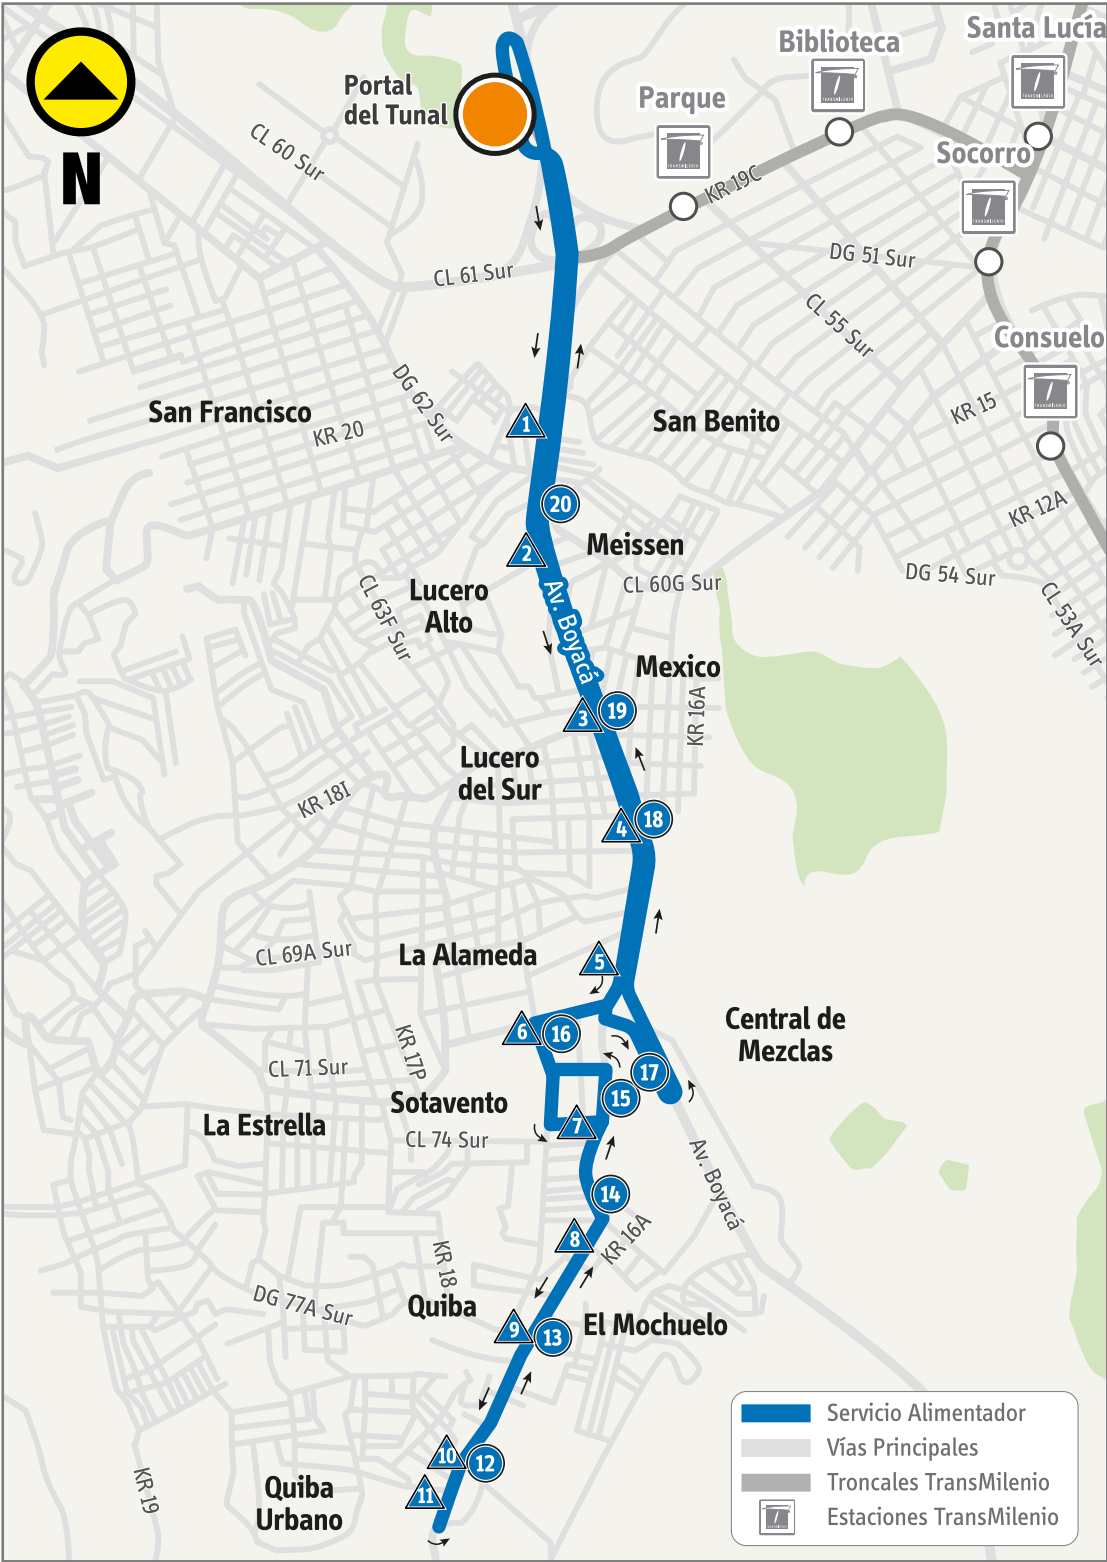 Santa Lucía
Biblioteca
TRANSMILENIO
TRANSMILENIO
Portal
del Tunal
Parque
TRANSMILENIO
CL 60 Sur
N
Socorro
TRANSMILENIO
KR 19C
CL 61 Sur
DG 51 Sur
CL 55 Sur
Consuelo
TRANSMILENIO
DG 62 Sur
San Francisco
KR 20
1
San Benito
KR 15
20
KR 12A
2
Meissen
Lucero
Alto
CL 63F Sur
CL 60G Sur
DG 54 Sur
CL 53A Sur
Av. Boyacá
Mexico
KR 16A
3
19
Lucero
del Sur
KR 18I
4
18
CL 69A Sur
La Alameda
5
6
16
Central de
Mezclas
KR 17P
CL 71 Sur
17
15
Sotavento
La Estrella
7
CL 74 Sur
Av. Boyacá
14
8
KR 16A
KR 18
DG 77A Sur
Quiba
9
13
El Mochuelo
10
12
11
KR 19
Quiba
Urbano
Servicio Alimentador
Vías Principales
Troncales TransMilenio
TRANSMILENIO
Estaciones TransMilenio